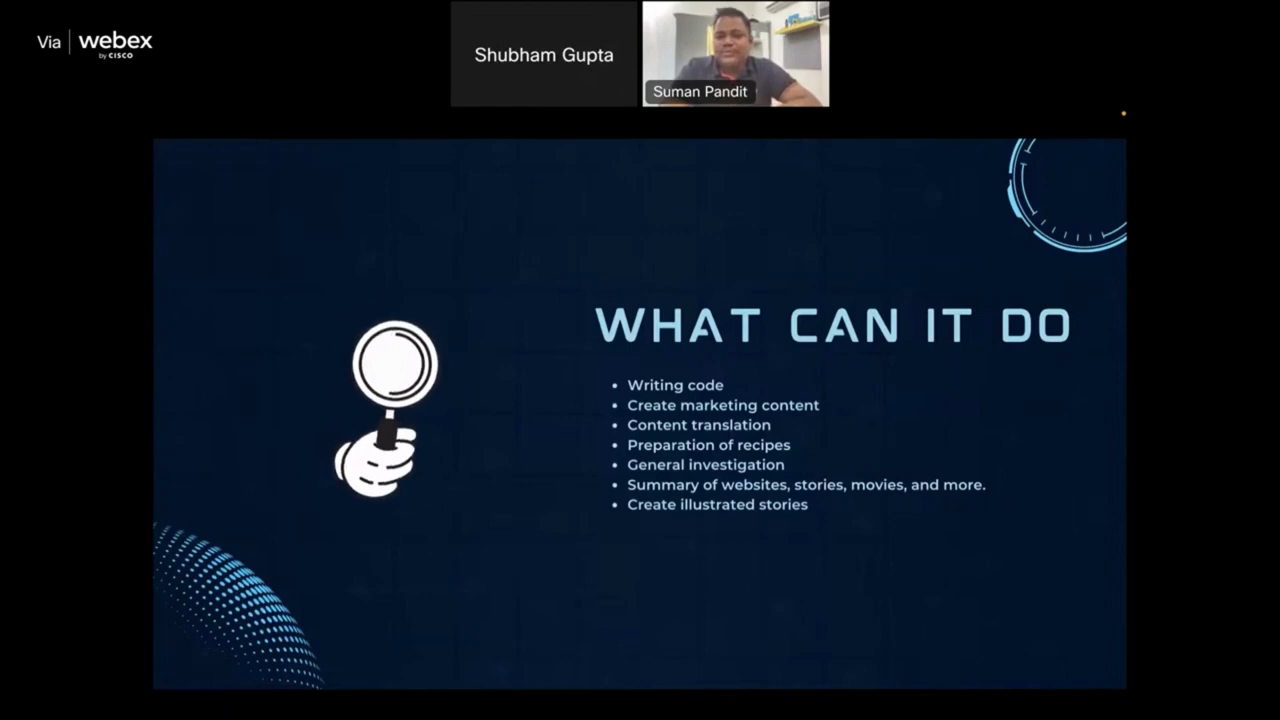 Via webex
by CISCO
Shubham Gupta
Suman Pandit
WHAT CAN IT DO
• Writing code
• Create marketing content
• Content translation
• Preparation of recipes
• General investigation
• Summary of websites, stories, movies, and more.
• Create illustrated stories